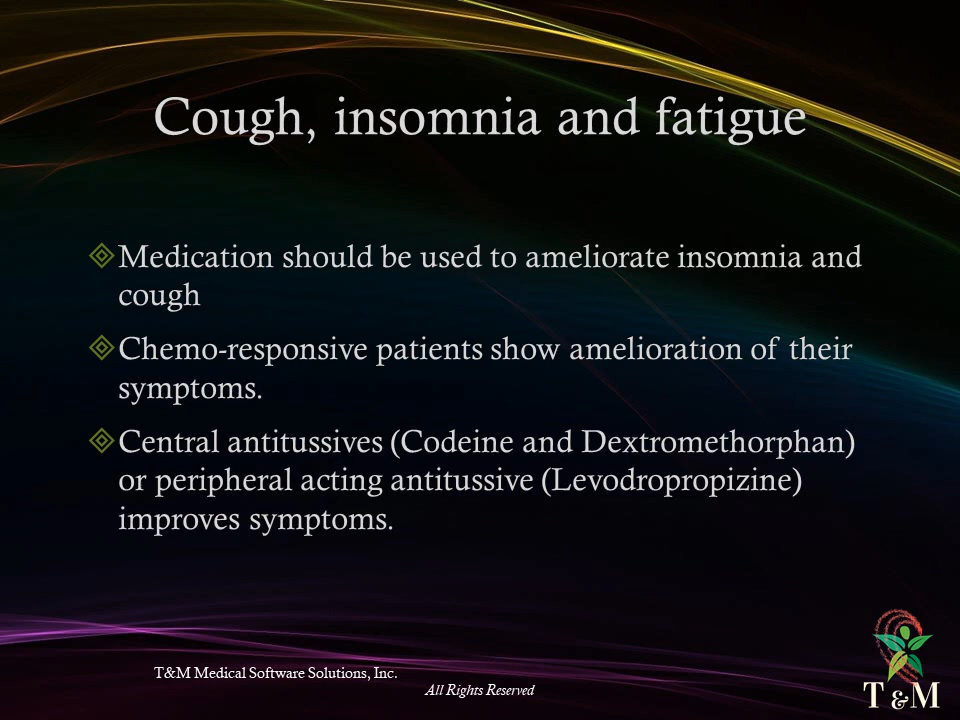 Cough, insomnia and fatigue
Medication should be used to ameliorate insomnia and
cough
Chemo-responsive patients show amelioration of their
symptoms.
Central antitussives (Codeine and Dextromethorphan)
or peripheral acting antitussive (Levodropropizine)
improves symptoms.
T&M Medical Software Solutions, Inc.
All Rights Reserved
T & M